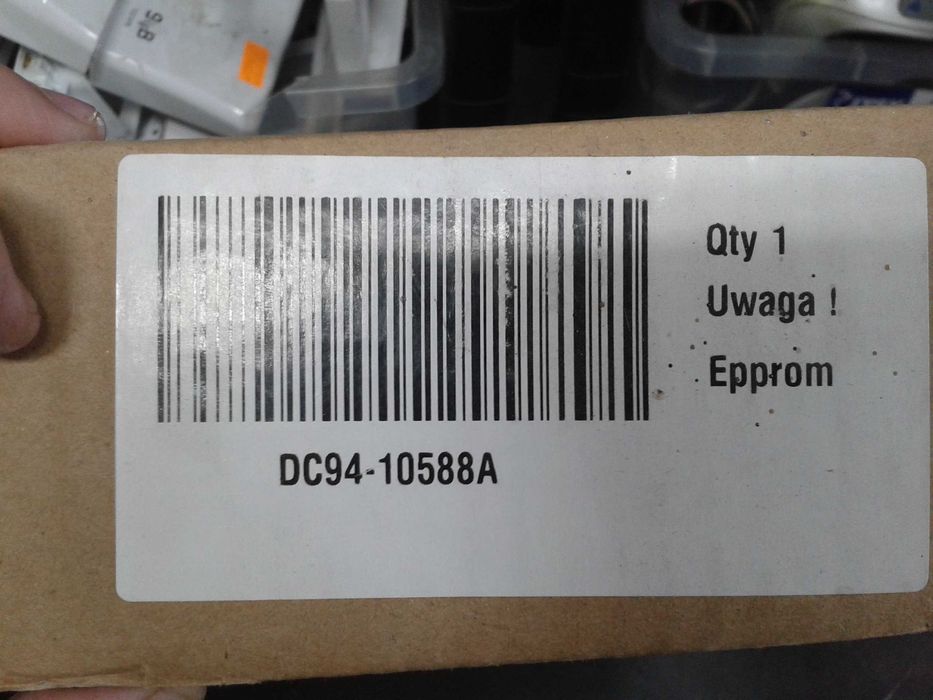 Qty 1
Uwaga !
Epprom
DC94-10588A